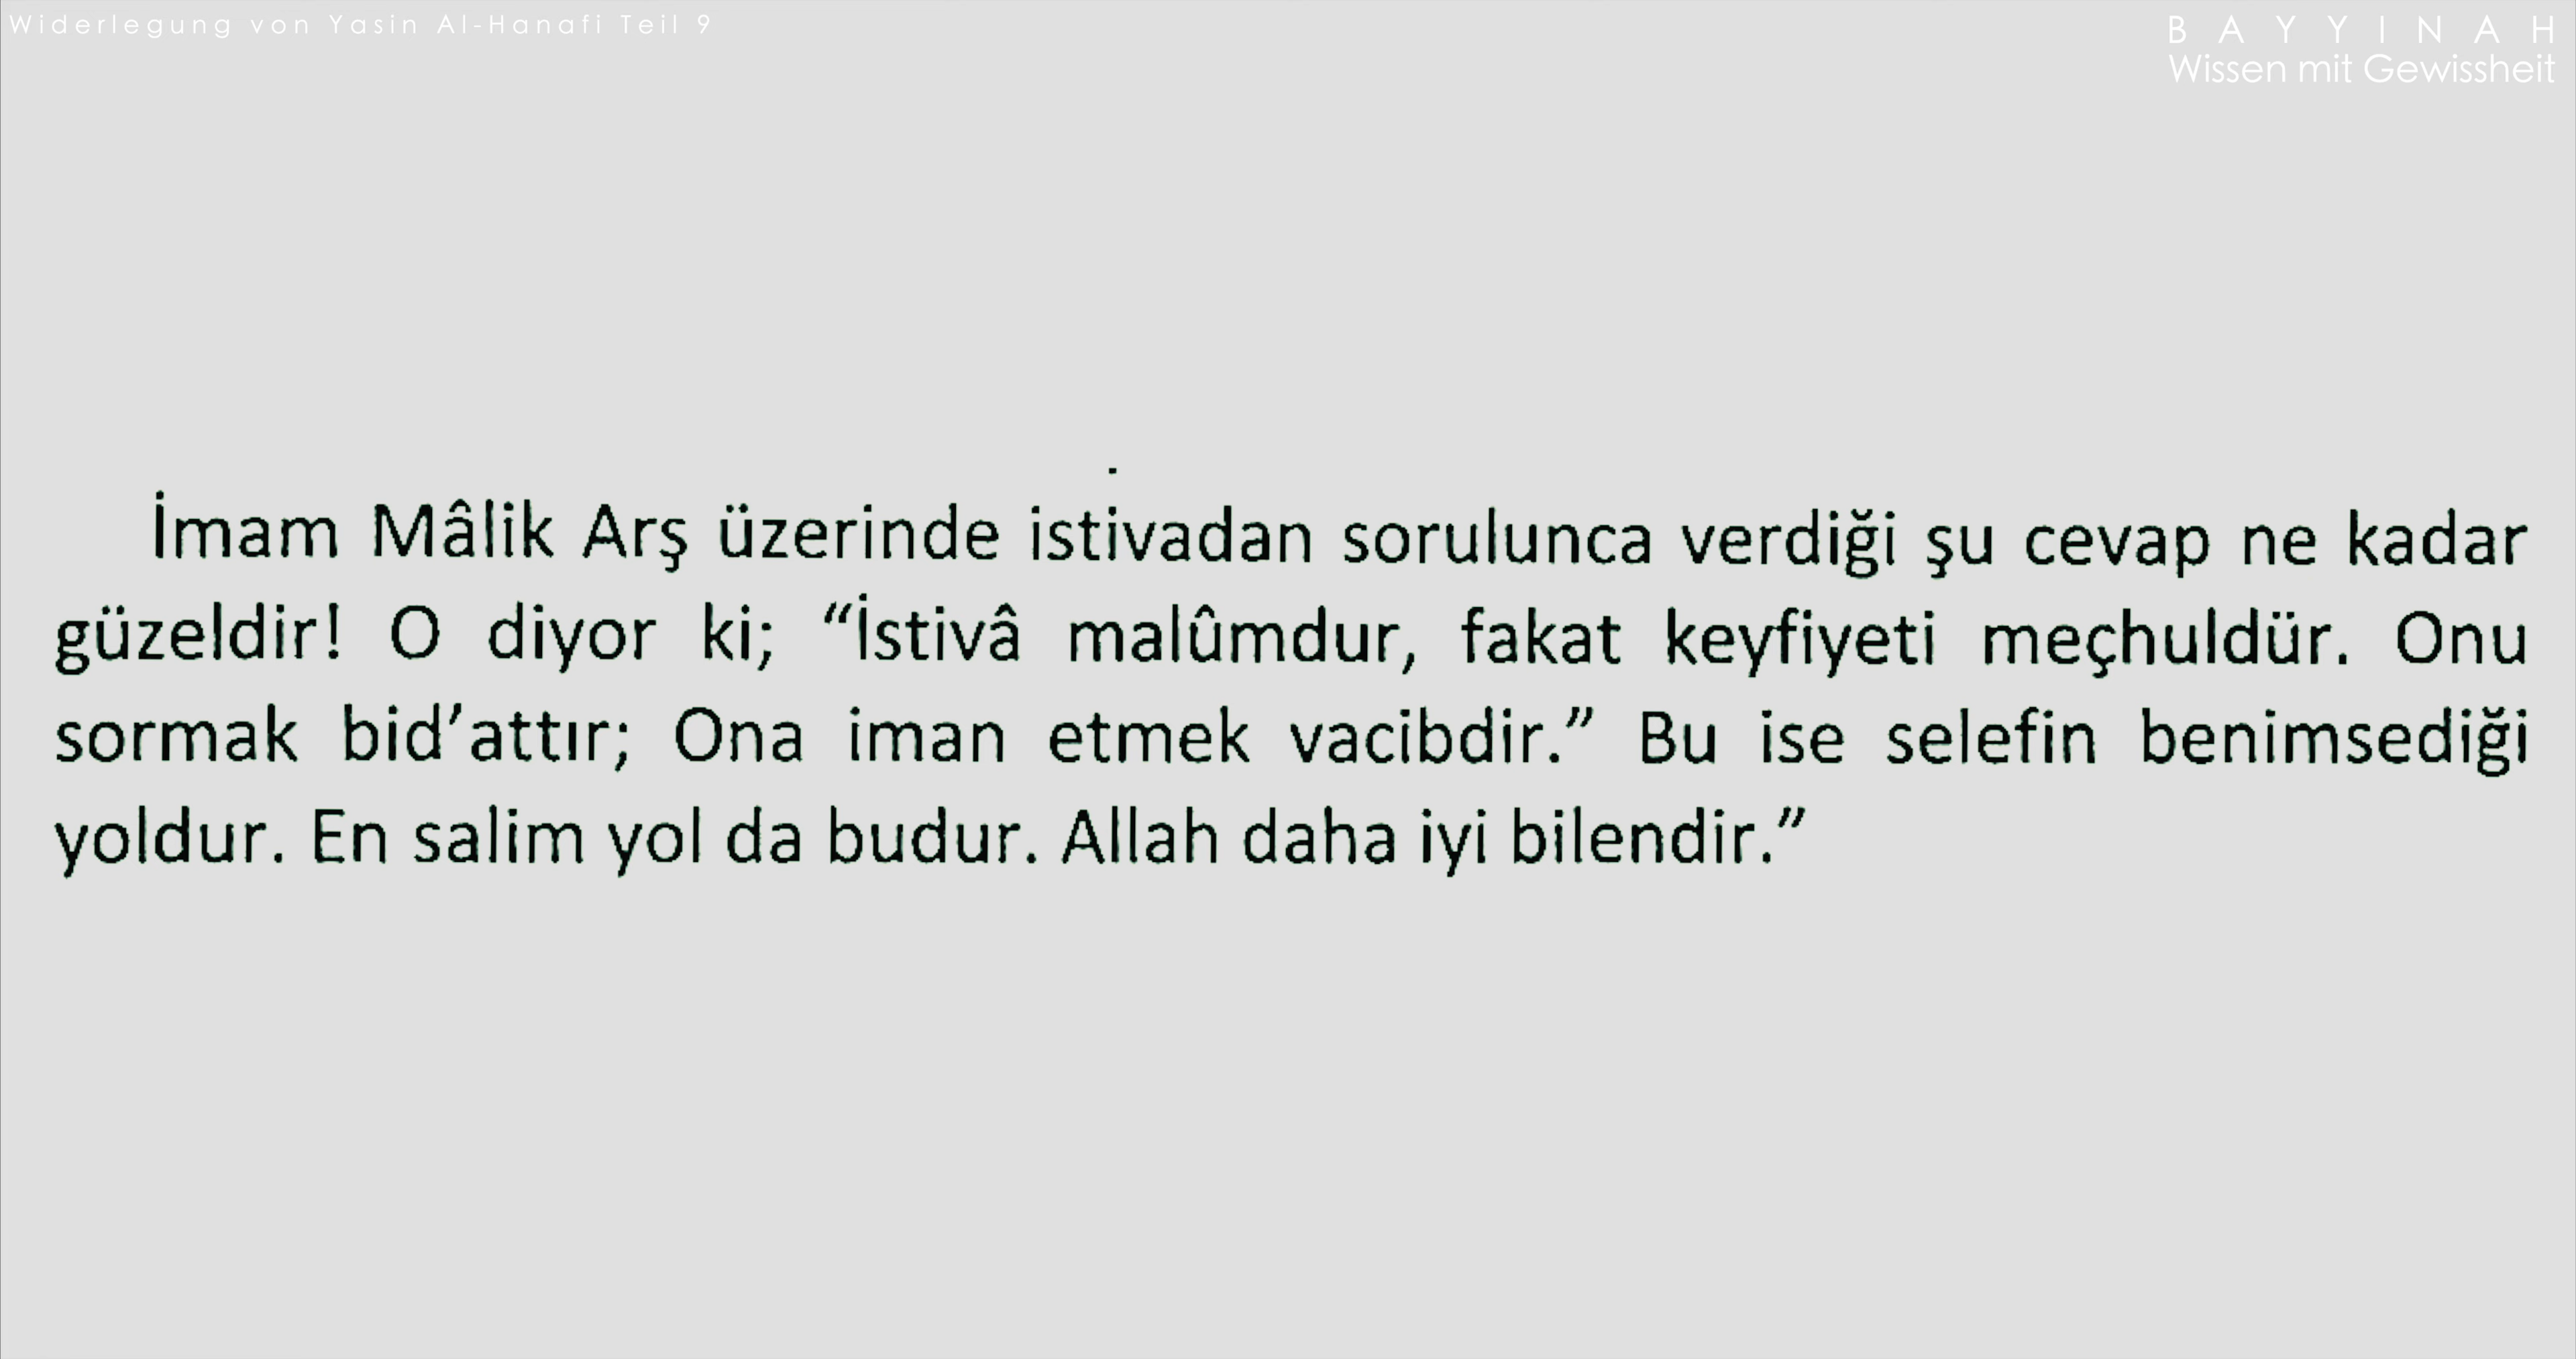 Widerlegung von Yasin Al-Hanafi Teil 9
BAYYINAH
Wissen mit Gewissheit
İmam Mâlik Arş üzerinde istivadan sorulunca verdiği şu cevap ne kadar
güzeldir! O diyor ki; “İstivâ malûmdur, fakat keyfiyeti meçhuldür. Onu
sormak bid’attır; Ona iman etmek vacibdir.” Bu ise selefin benimsediği
yoldur. En salim yol da budur. Allah daha iyi bilendir.”